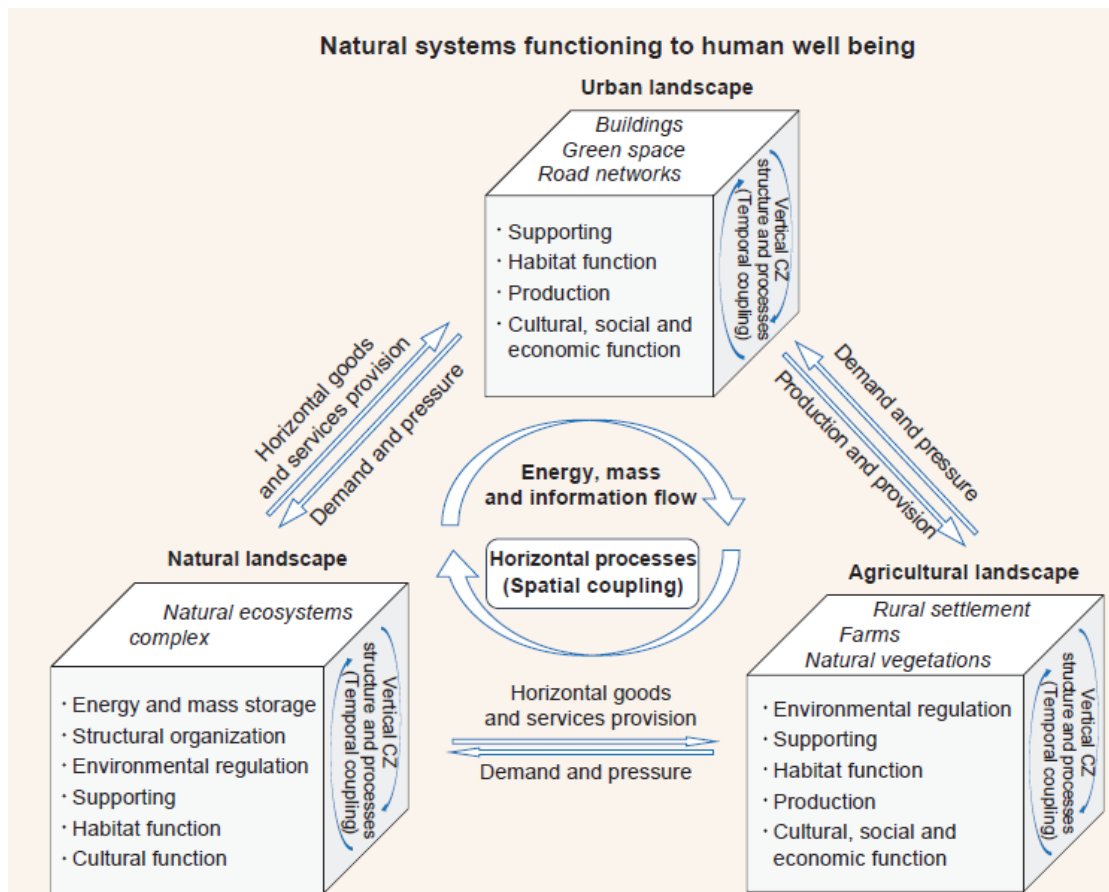 Natural systems functioning to human well being
Urban landscape
Buildings
Green space
Road networks
· Supporting
· Habitat function
· Production
· Cultural, social and
economic function
Vertical CZ
structure and processes
(Temporal coupling)
Horizontal goods
and services provision
Demand and pressure
Demand and pressure
Production and provision
Energy, mass
and information flow
Horizontal processes
(Spatial coupling)
Natural landscape
Natural ecosystems
complex
· Energy and mass storage
· Structural organization
· Environmental regulation
· Supporting
· Habitat function
· Cultural function
Vertical CZ
structure and processes
(Temporal coupling)
Horizontal goods
and services provision
Demand and pressure
Agricultural landscape
Rural settlement
Farms
Natural vegetations
· Environmental regulation
· Supporting
· Habitat function
· Production
· Cultural, social and
economic function
Vertical CZ
structure and processes
(Temporal coupling)